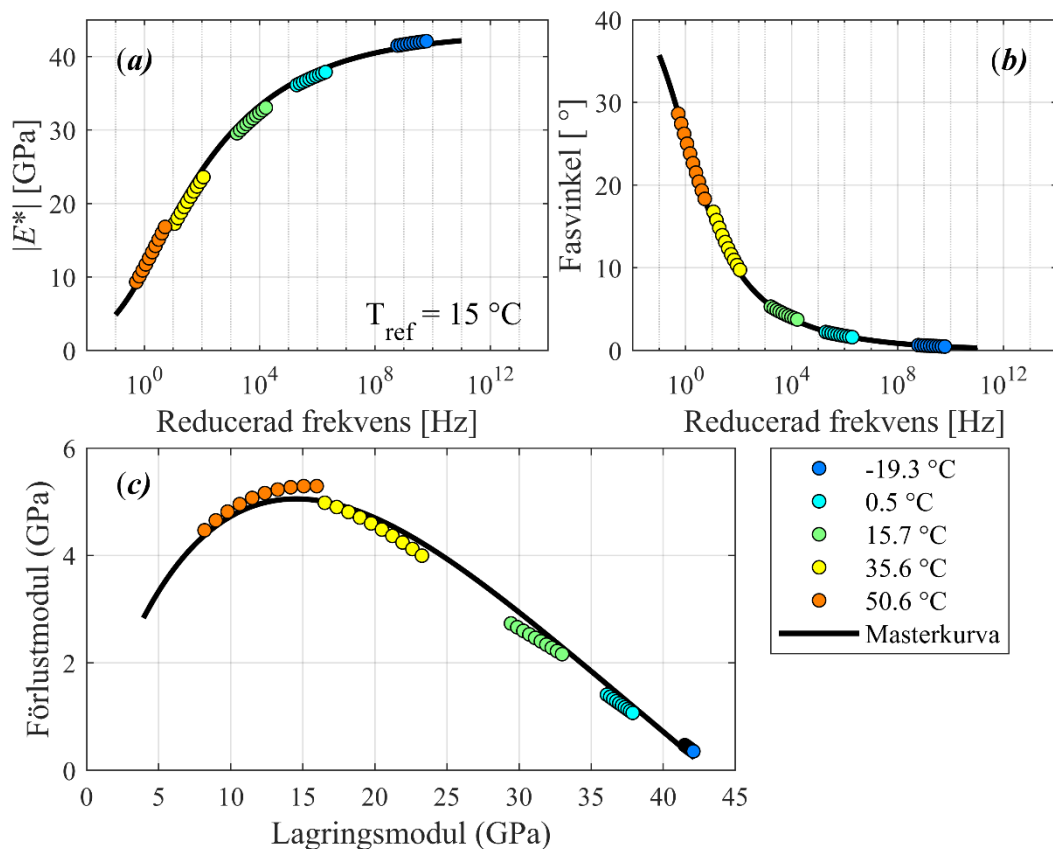 (a)
|E*| [GPa]
40
30
20
10
0
T_ref = 15 °C
10^0 10^4 10^8 10^12
Reducerad frekvens [Hz]
(b)
Fasvinkel [ °]
40
30
20
10
0
10^0 10^4 10^8 10^12
Reducerad frekvens [Hz]
(c)
Förlustmodul (GPa)
6
4
2
0
0 5 10 15 20 25 30 35 40 45
Lagringsmodul (GPa)
-19.3 °C
0.5 °C
15.7 °C
35.6 °C
50.6 °C
Masterkurva